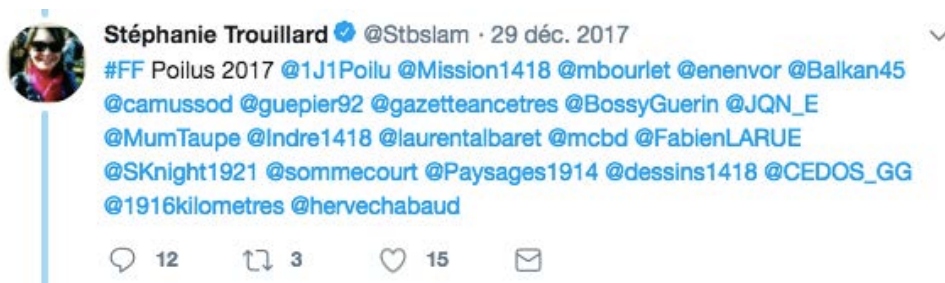 Stéphanie Trouillard @Stbslam · 29 déc. 2017
#FF Poilus 2017 @1J1Poilu @Mission1418 @mbourlet @enenvor @Balkan45
@camussod @guepier92 @gazetteancetres @BossyGuerin @JQN_E
@MumTaupe @Indre1418 @laurentalbaret @mcbd @FabienLARUE
@SKnight1921 @sommecourt @Paysages1914 @dessins1418 @CEDOS_GG
@1916kilometres @hervechabaud
12 3 15